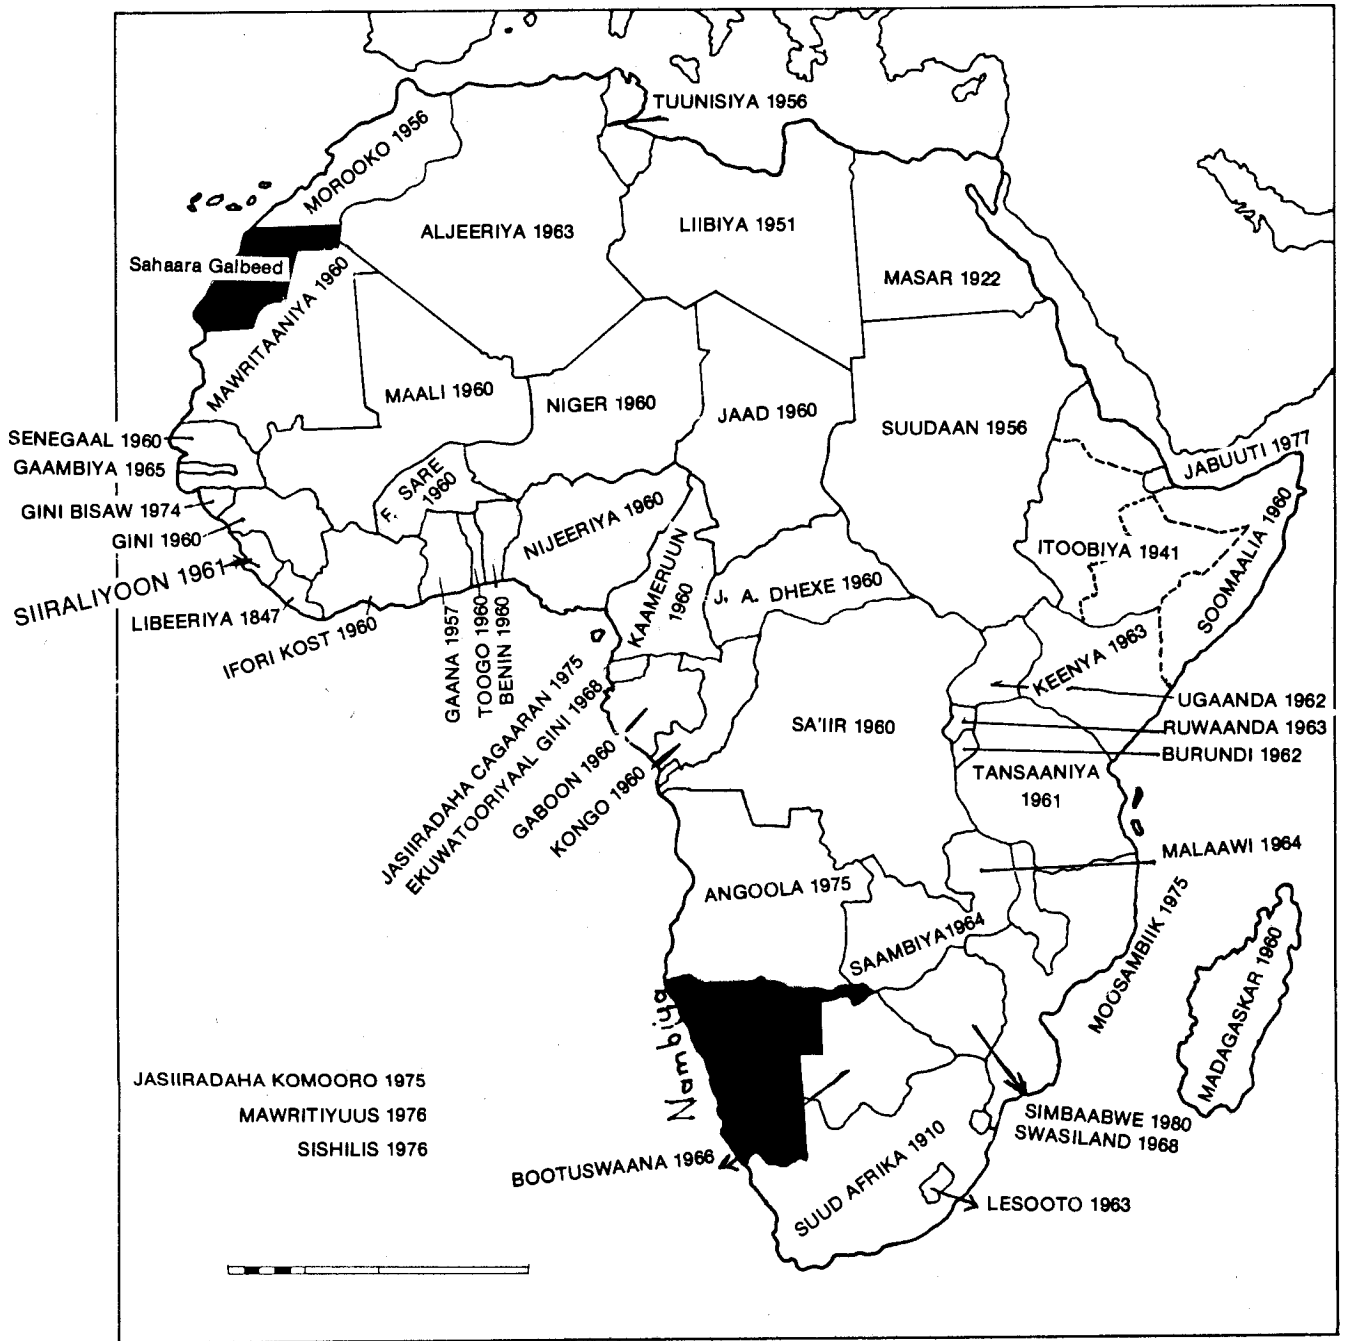 TUUNISIYA 1956
MOROOKO 1956
ALJEERIYA 1963
LIIBIYA 1951
MASAR 1922
Sahaara Galbeed
MAWRITAANIYA 1960
MAALI 1960
NIGER 1960
JAAD 1960
SUUDAAN 1956
SENEGAAL 1960
GAAMBIYA 1965
GINI BISAW 1974
GINI 1960
SIIRALIYOON 1961
LIBEERIYA 1847
IFORI KOST 1960
F. SARE
1960
GAANA 1957
TOOGO 1960
BENIN 1960
NIJEERIYA 1960
KAAMERUUN
1960
J. A. DHEXE 1960
JABUUTI 1977
ITOOBIYA 1941
SOOMAALIA 1960
KEENYA 1963
UGAANDA 1962
RUWAANDA 1963
BURUNDI 1962
SA'IIR 1960
TANSAANIYA
1961
JASIIRADAHA CAGAARAN 1975
EKUWATOORIYAAL GINI 1968
GABOON 1960
KONGO 1960
MALAAWI 1964
ANGOOLA 1975
SAAMBIYA 1964
MOOSAMBIIK 1975
MADAGASKAR 1960
Nambiya
JASIIRADAHA KOMOORO 1975
MAWRITIYUUS 1976
SISHILIS 1976
SIMBAABWE 1980
SWASILAND 1968
BOOTUSWAANA 1966
SUUD AFRIKA 1910
LESOOTO 1963